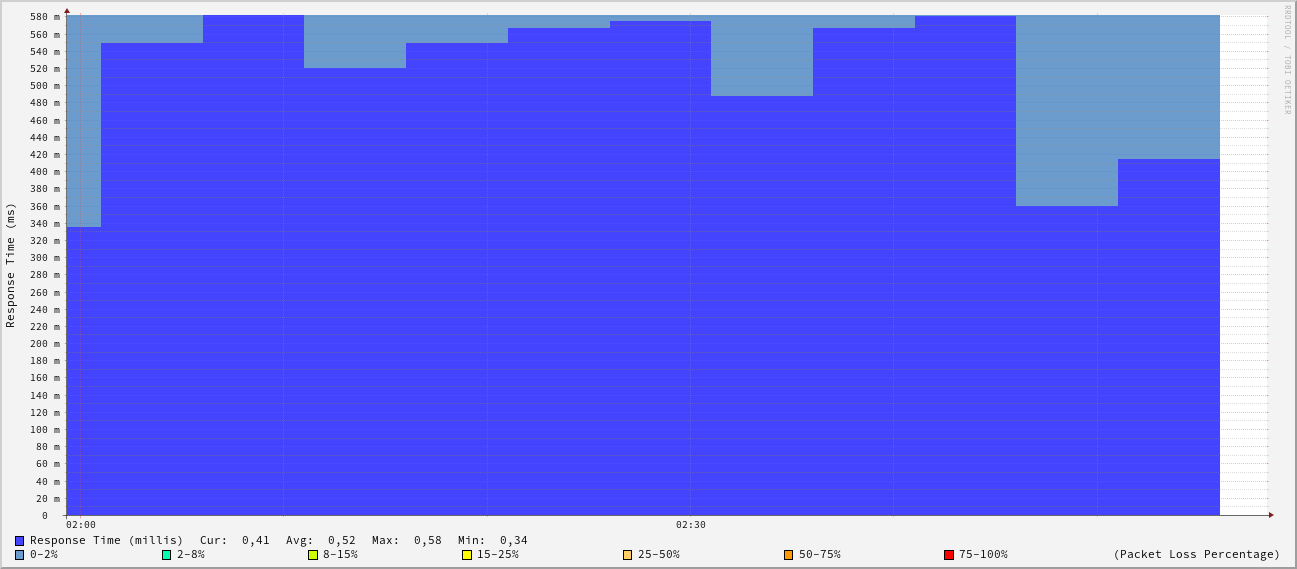 RRDTOOL / TOBI OETIKER
Response Time (ms)
580 m
560 m
540 m
520 m
500 m
480 m
460 m
440 m
420 m
400 m
380 m
360 m
340 m
320 m
300 m
280 m
260 m
240 m
220 m
200 m
180 m
160 m
140 m
120 m
100 m
80 m
60 m
40 m
20 m
0
02:00 02:30
Response Time (millis) Cur: 0,41 Avg: 0,52 Max: 0,58 Min: 0,34
0-2% 2-8% 8-15% 15-25% 25-50% 50-75% 75-100% (Packet Loss Percentage)